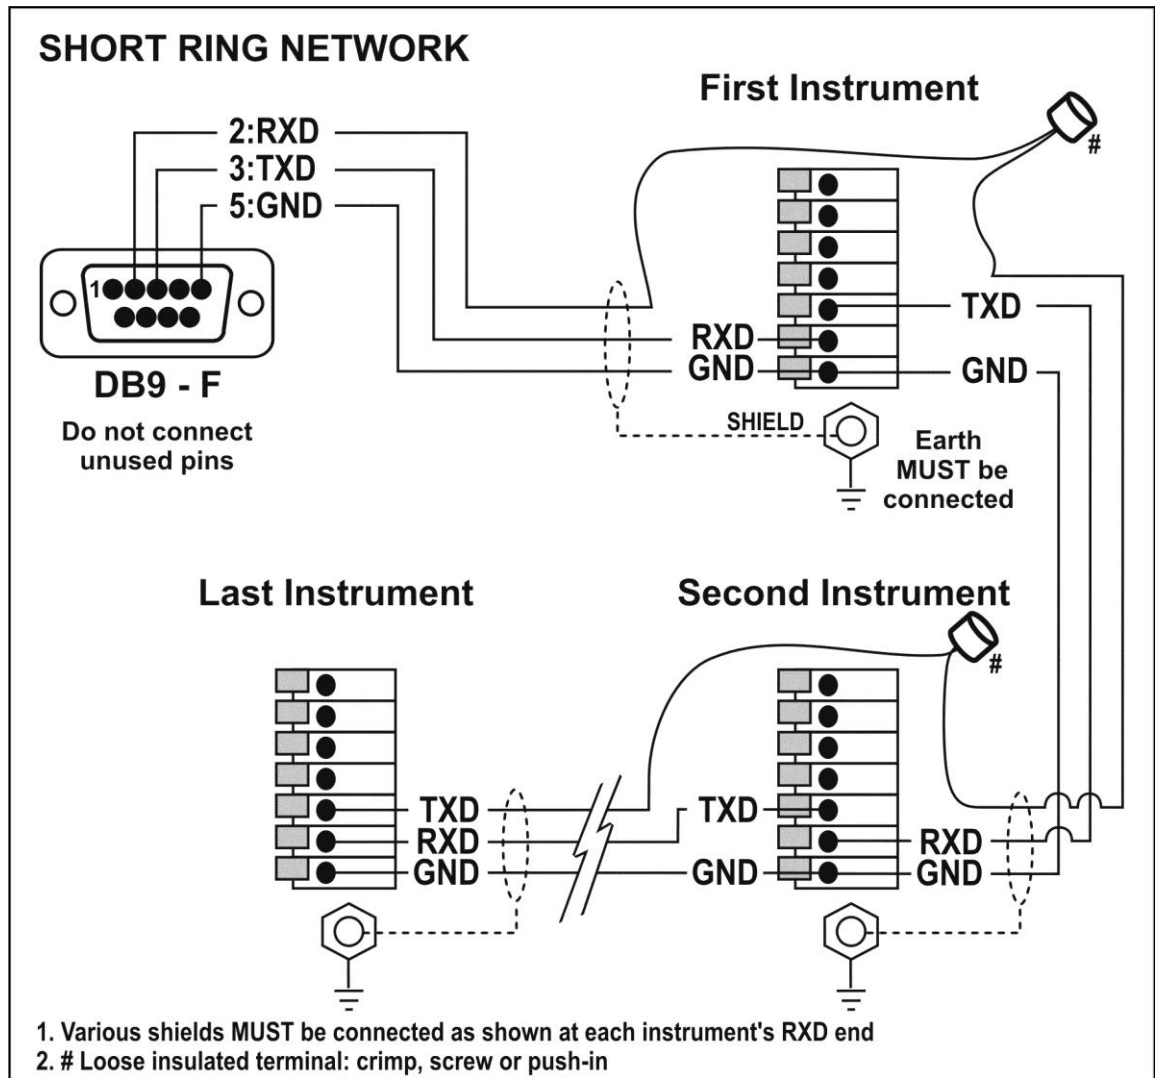 SHORT RING NETWORK
First Instrument
2:RXD
3:TXD
5:GND
#
1
TXD
RXD
GND
GND
DB9 - F
Do not connect
unused pins
SHIELD
Earth
MUST be
connected
Last Instrument
Second Instrument
#
TXD
TXD
RXD
RXD
GND
GND
GND
1. Various shields MUST be connected as shown at each instrument's RXD end
2. # Loose insulated terminal: crimp, screw or push-in